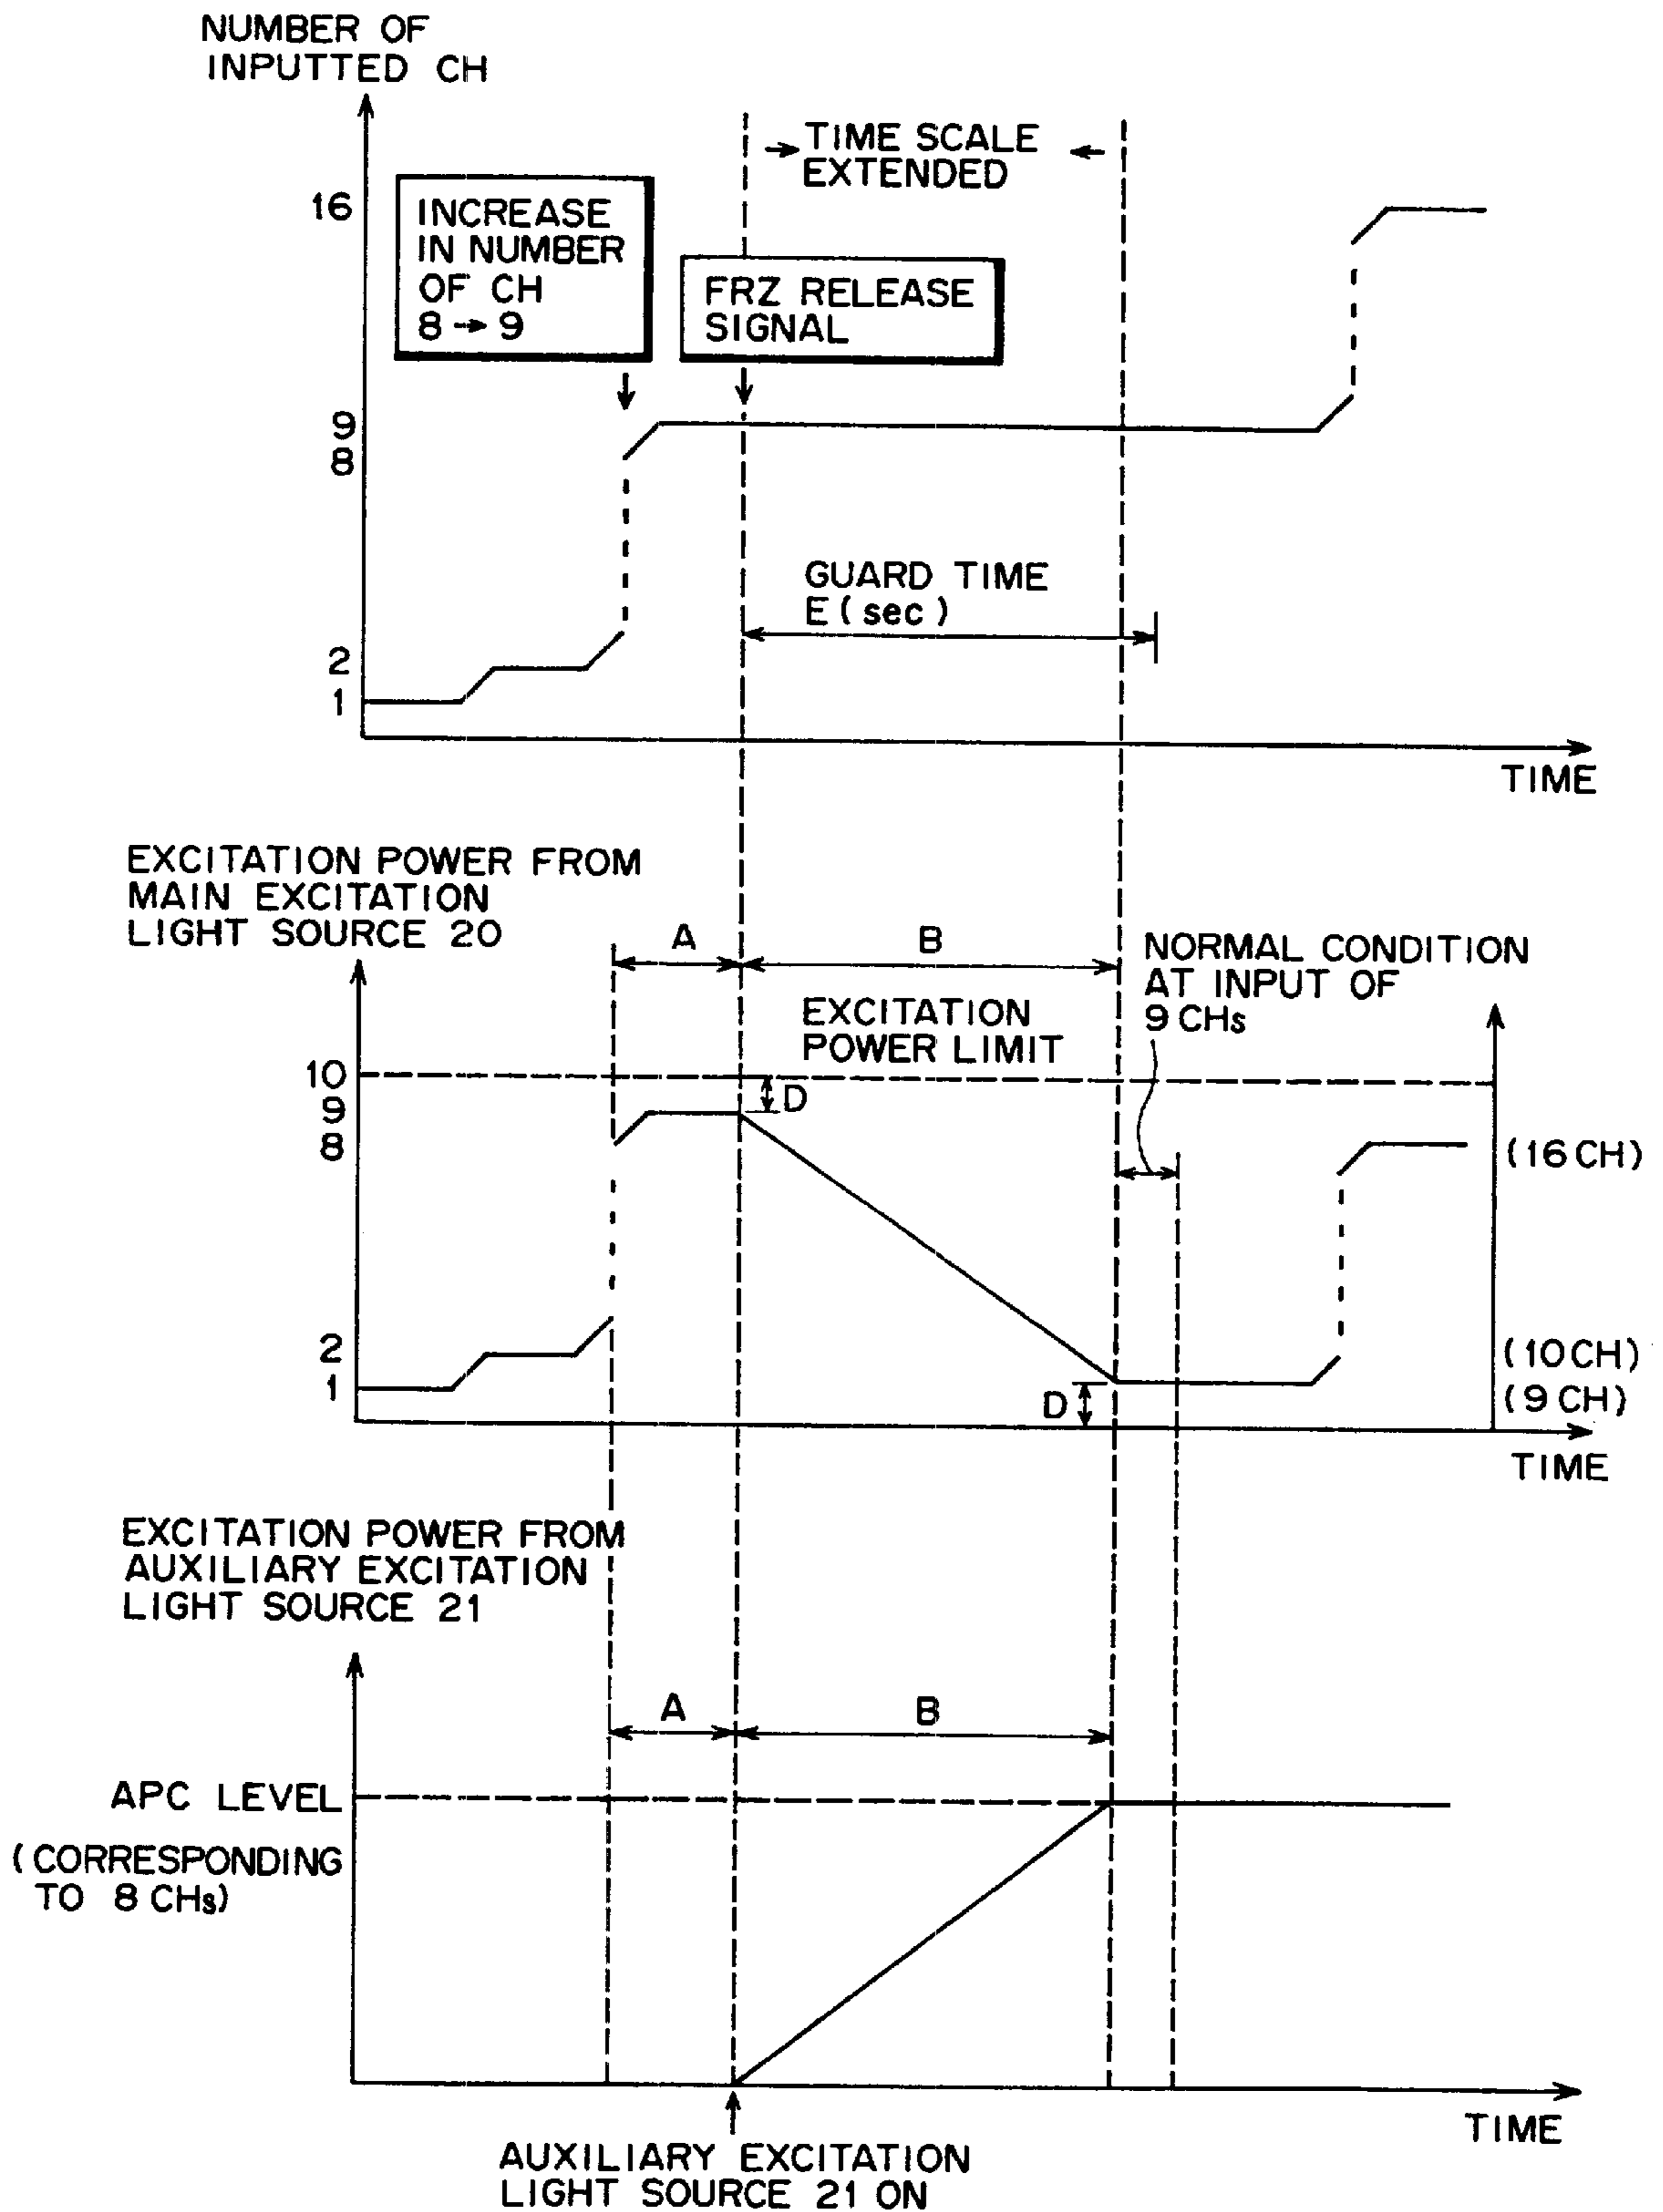 NUMBER OF
INPUTTED CH
TIME SCALE
EXTENDED
16
INCREASE
IN NUMBER
OF CH
8→9
FRZ RELEASE
SIGNAL
9
8
GUARD TIME
E(sec)
2
1
TIME
EXCITATION POWER FROM
MAIN EXCITATION
LIGHT SOURCE 20
A
B
NORMAL CONDITION
AT INPUT OF
9 CHs
EXCITATION
POWER LIMIT
10
D
9
8
(16 CH)
2
(10 CH)
1
D
(9 CH)
TIME
EXCITATION POWER FROM
AUXILIARY EXCITATION
LIGHT SOURCE 21
A
B
APC LEVEL
(CORRESPONDING
TO 8 CHs)
TIME
AUXILIARY EXCITATION
LIGHT SOURCE 21 ON